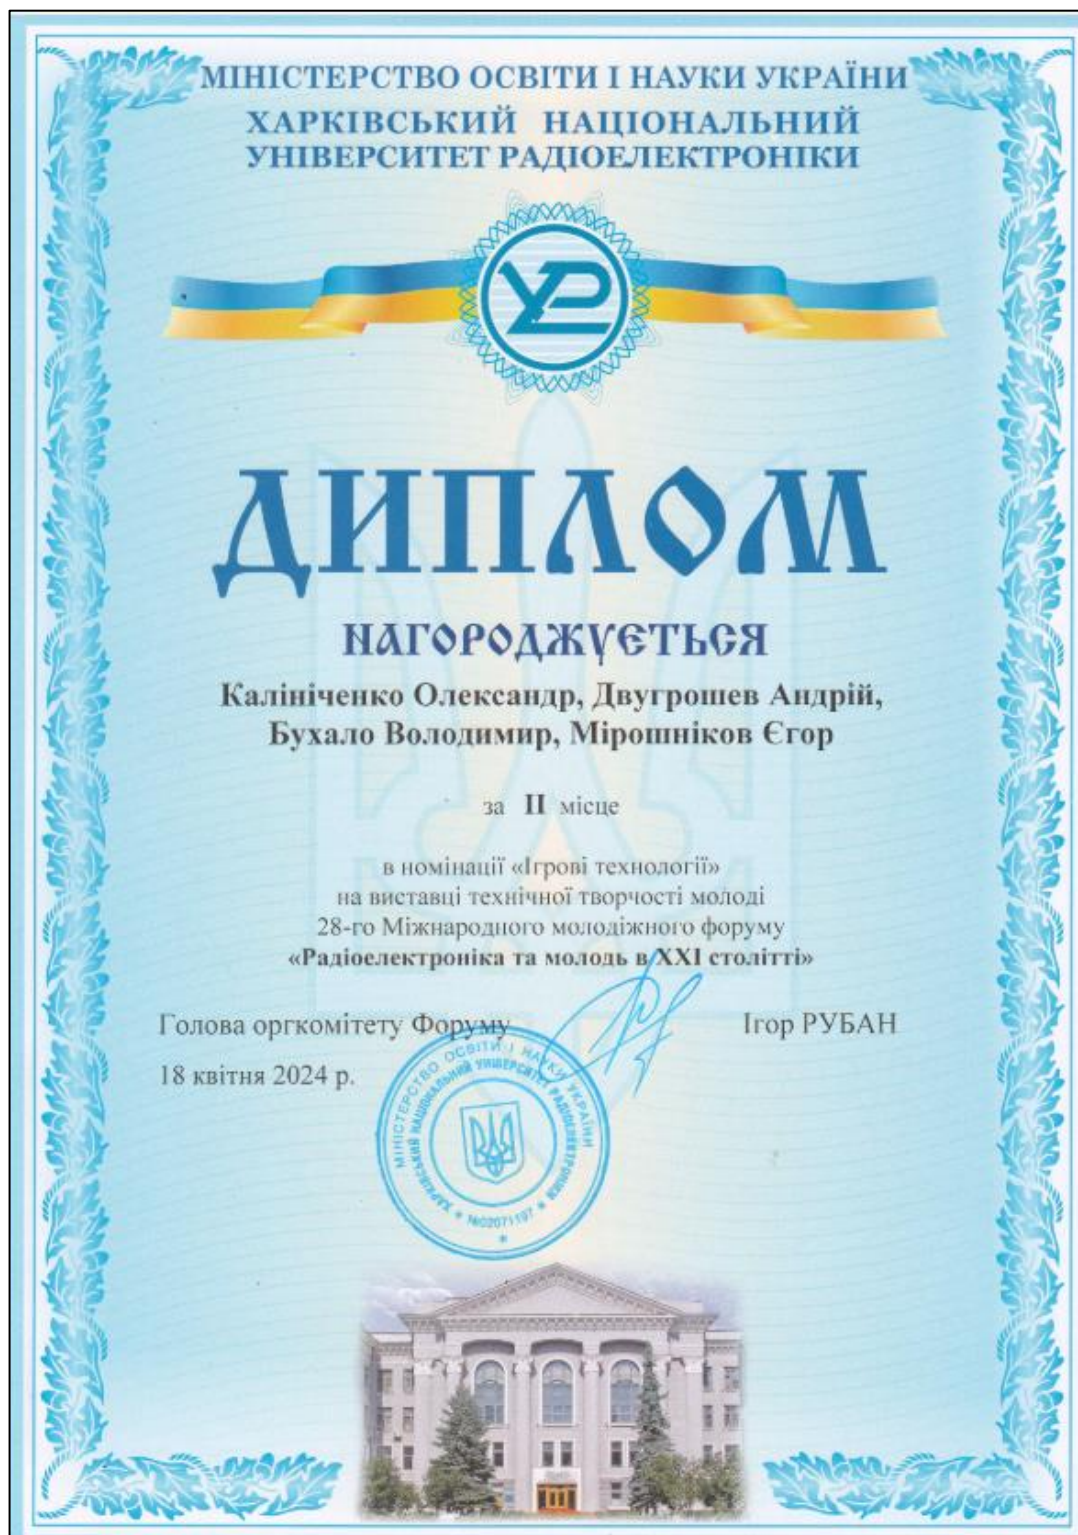 МІНІСТЕРСТВО ОСВІТИ І НАУКИ УКРАЇНИ
ХАРКІВСЬКИЙ НАЦІОНАЛЬНИЙ
УНІВЕРСИТЕТ РАДІОЕЛЕКТРОНІКИ
ДИПЛОМ
НАГОРОДЖУЄТЬСЯ
Калініченко Олександр, Двугрошев Андрій,
Бухало Володимир, Мірошніков Єгор
за II місце
в номінації «Ігрові технології»
на виставці технічної творчості молоді
28-го Міжнародного молодіжного форуму
«Радіоелектроніка та молодь в ХХІ столітті»
Голова оргкомітету Форуму Ігор РУБАН
18 квітня 2024 р.
МІНІСТЕРСТВО ОСВІТИ І НАУКИ УКРАЇНИ
ХАРКІВСЬКИЙ НАЦІОНАЛЬНИЙ УНІВЕРСИТЕТ РАДІОЕЛЕКТРОНІКИ
№02071197